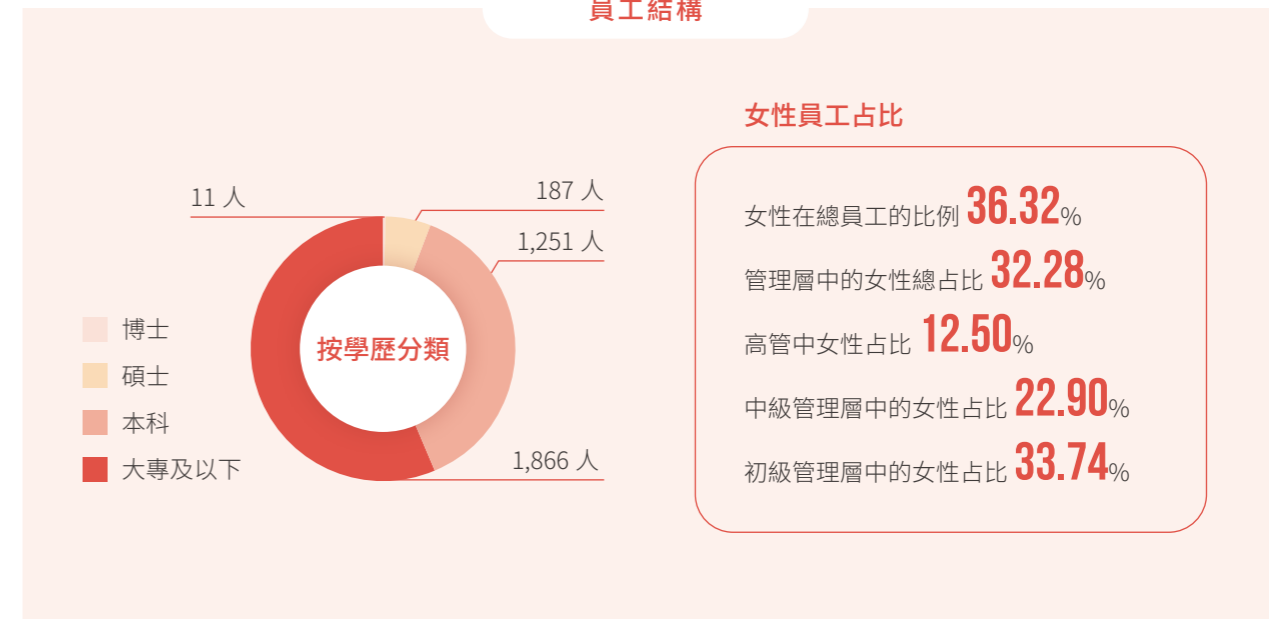 員工結構
11 人
187 人
1,251 人
博士
碩士
本科
大專及以下
按學歷分類
1,866 人
女性員工占比
女性在總員工的比例 36.32%
管理層中的女性總占比 32.28%
高管中女性占比 12.50%
中級管理層中的女性占比 22.90%
初級管理層中的女性占比 33.74%